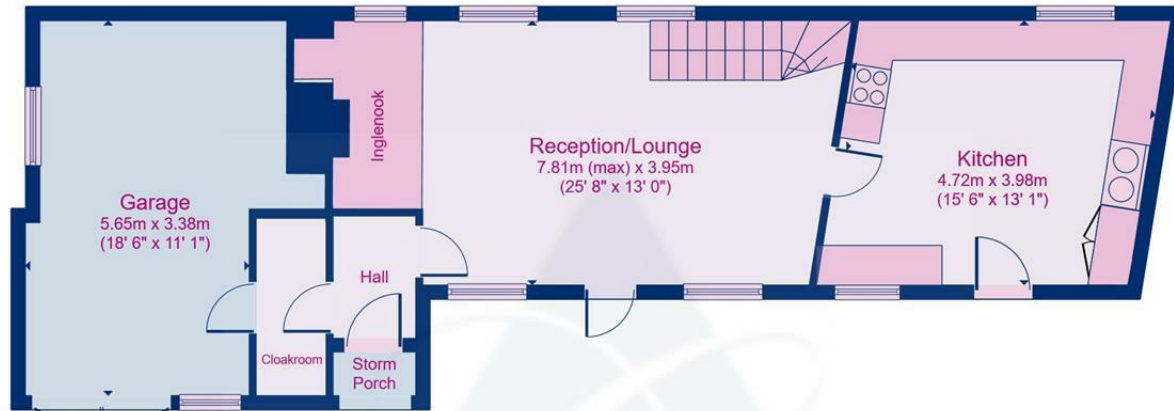 Garage
5.65m x 3.38m
(18' 6" x 11' 1")
Inglenook
Reception/Lounge
7.81m (max) x 3.95m
(25' 8" x 13' 0")
Kitchen
4.72m x 3.98m
(15' 6" x 13' 1")
Hall
Cloakroom
Storm
Porch